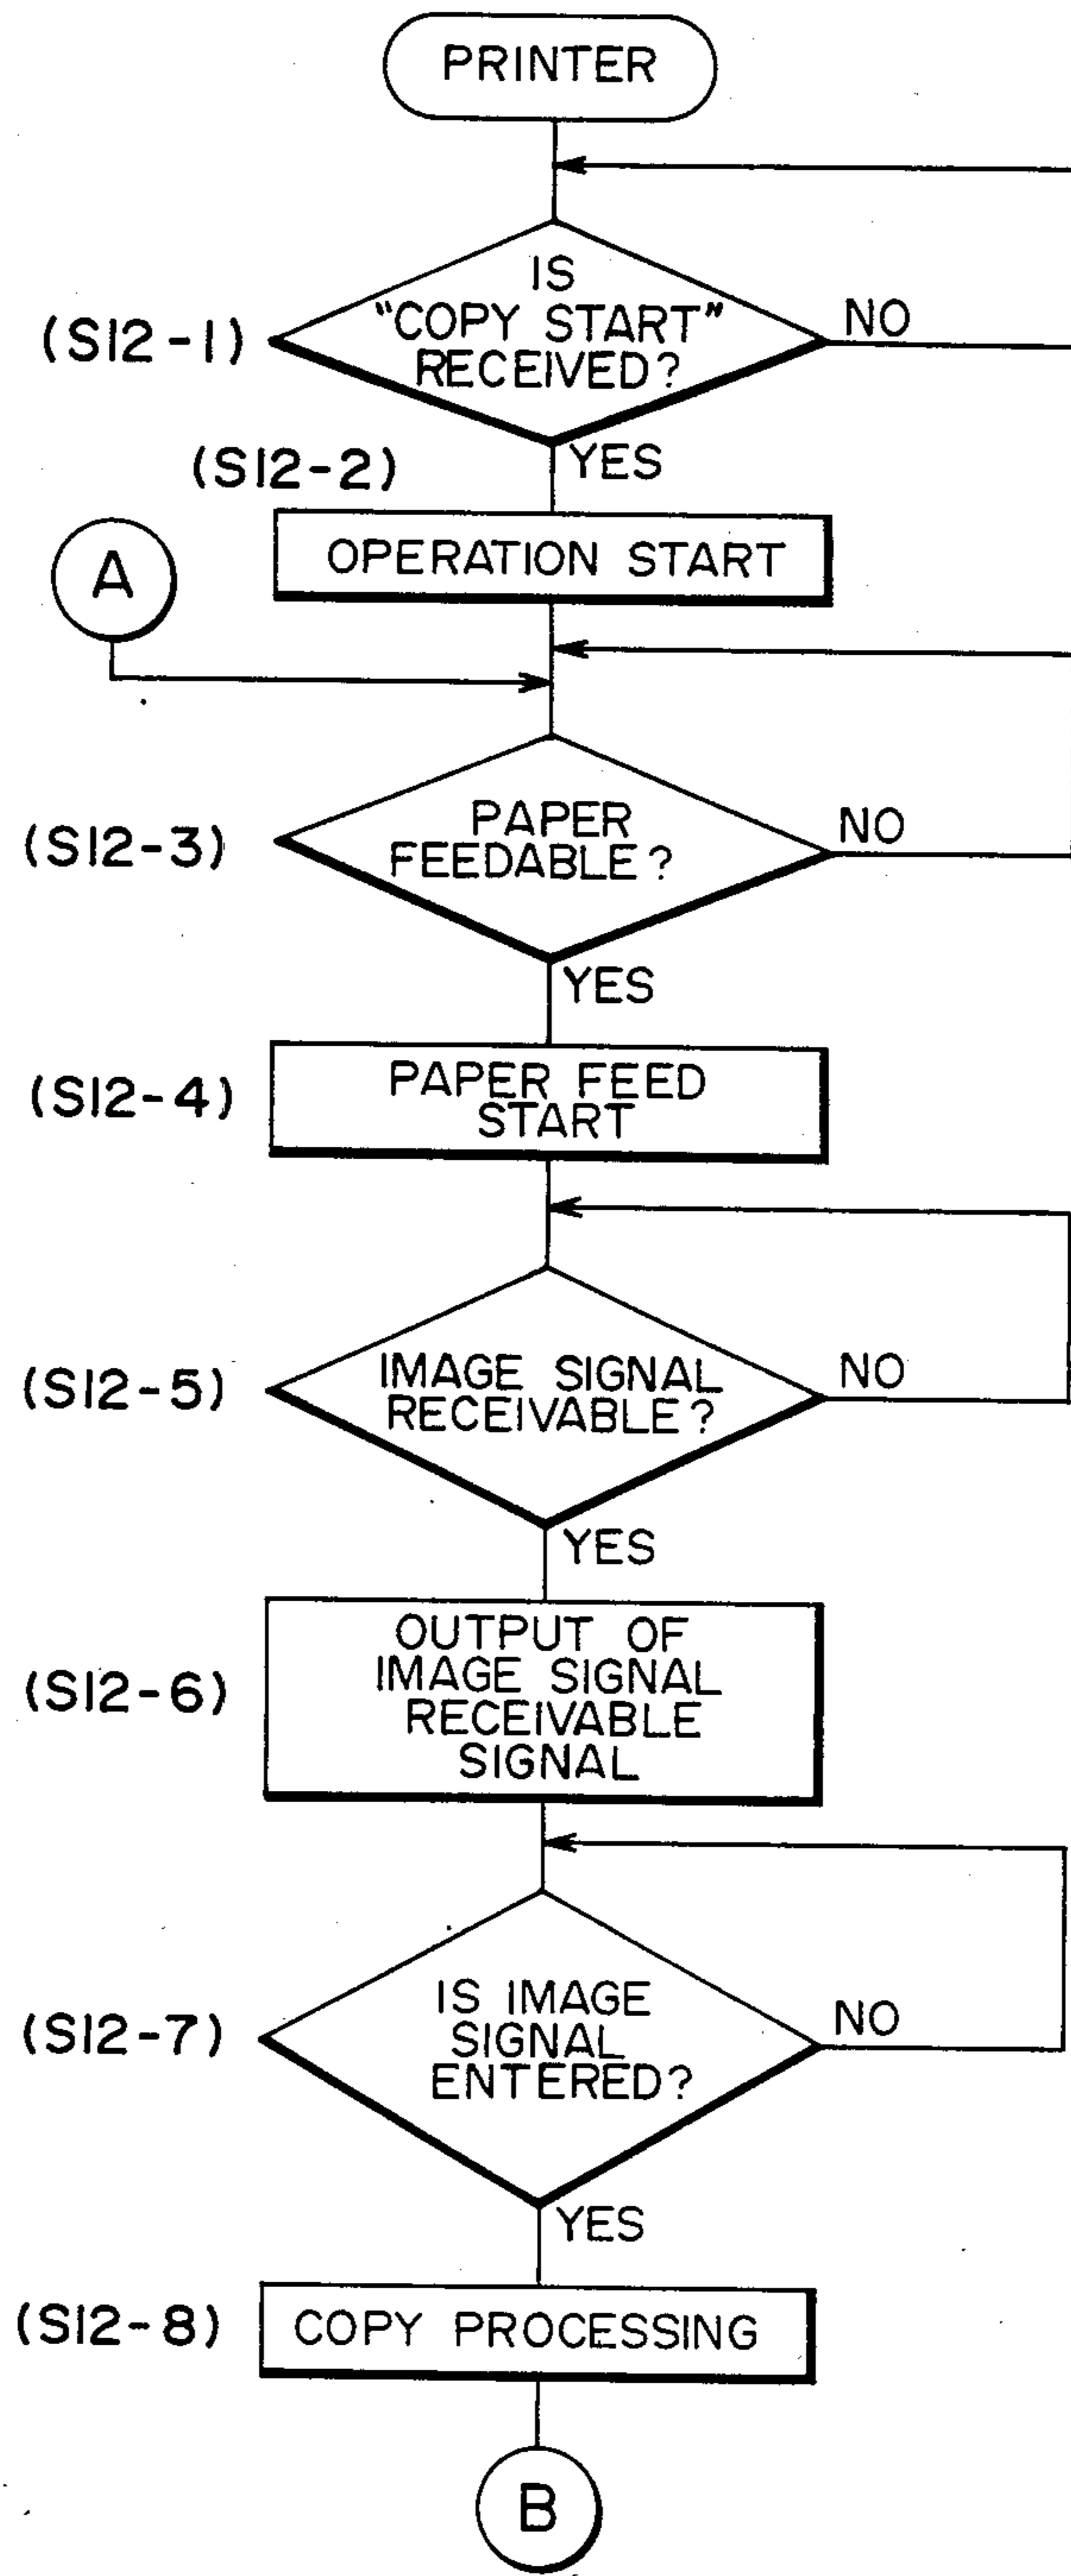 PRINTER
IS
"COPY START"
RECEIVED?
(S12-1)
NO
YES
(S12-2)
OPERATION START
A
PAPER
FEEDABLE?
(S12-3)
NO
YES
(S12-4)
PAPER FEED
START
(S12-5)
IMAGE SIGNAL
RECEIVABLE?
NO
YES
(S12-6)
OUTPUT OF
IMAGE SIGNAL
RECEIVABLE
SIGNAL
(S12-7)
IS IMAGE
SIGNAL
ENTERED?
NO
YES
(S12-8)
COPY PROCESSING
B